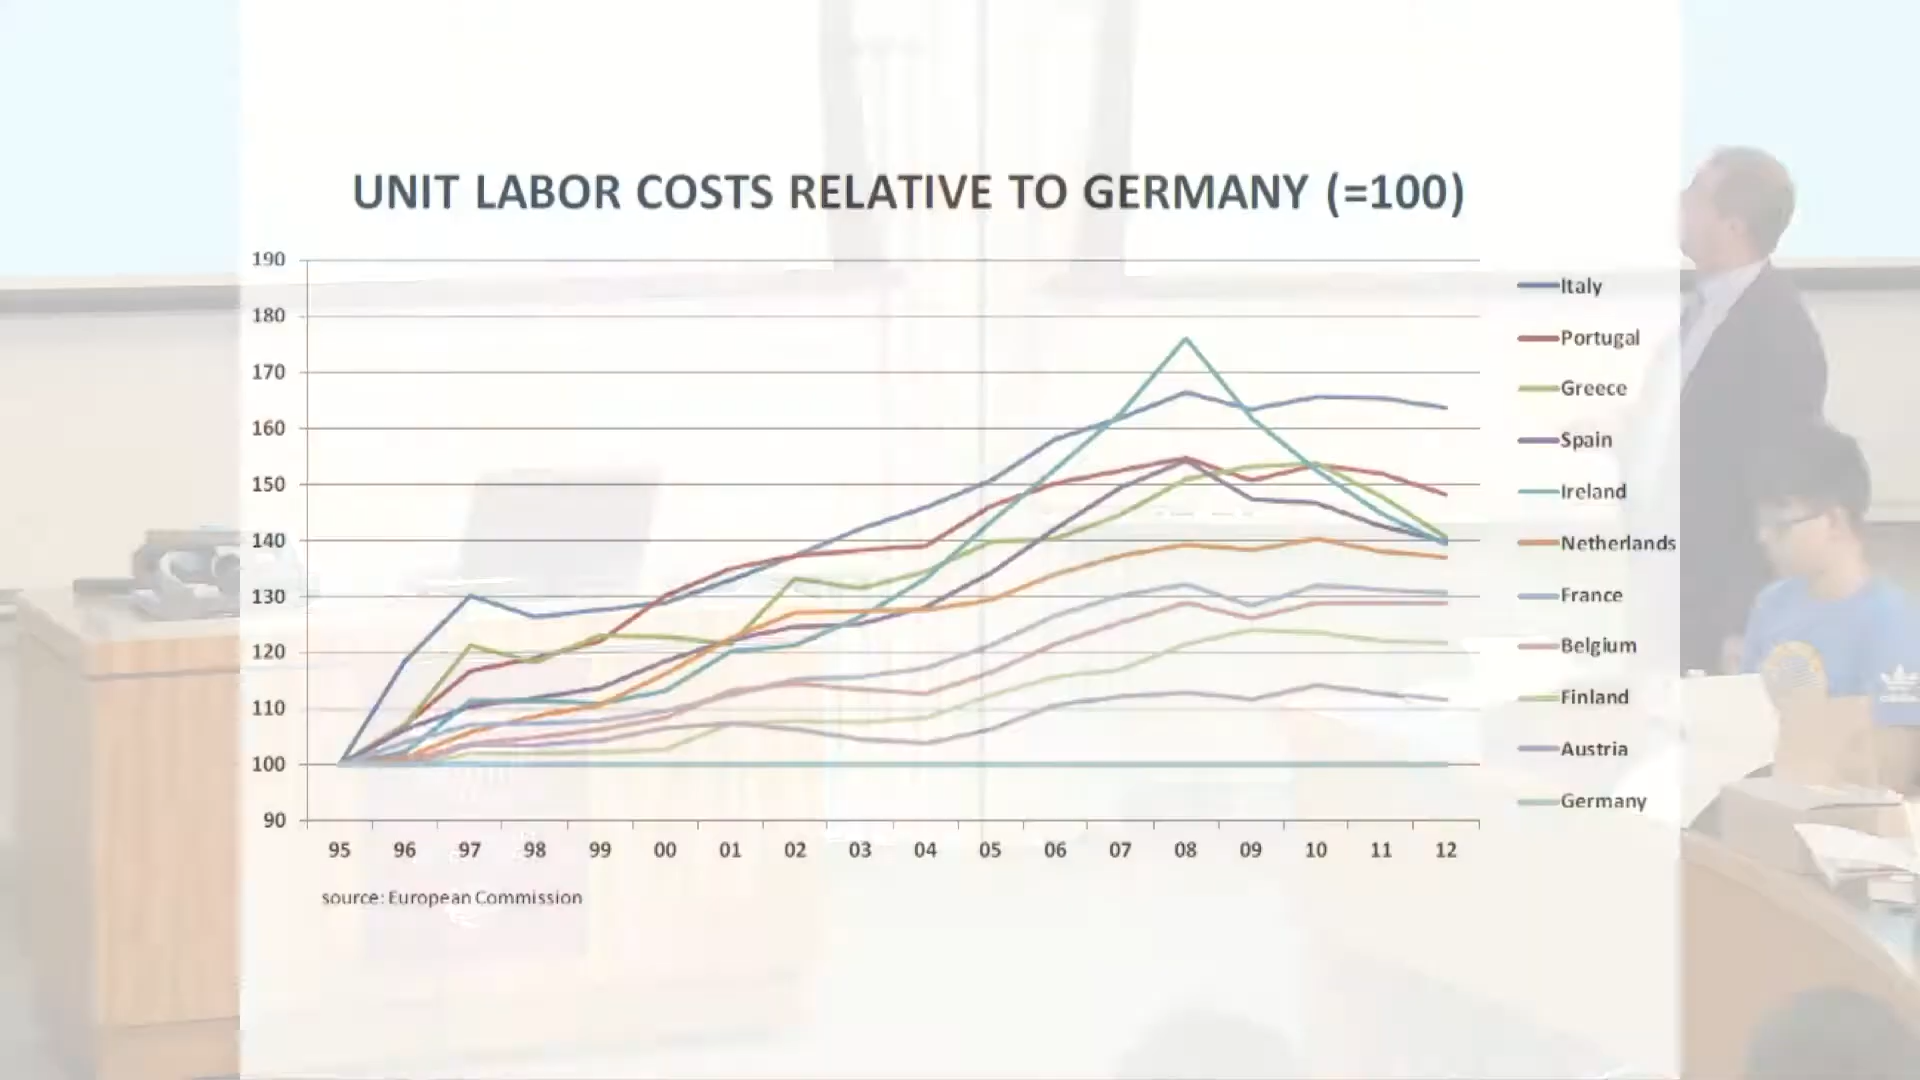 UNIT LABOR COSTS RELATIVE TO GERMANY (=100)
190
180
170
160
150
140
130
120
110
100
90
95 96 97 98 99 00 01 02 03 04 05 06 07 08 09 10 11 12
Italy
Portugal
Greece
Spain
Ireland
Netherlands
France
Belgium
Finland
Austria
Germany
source: European Commission